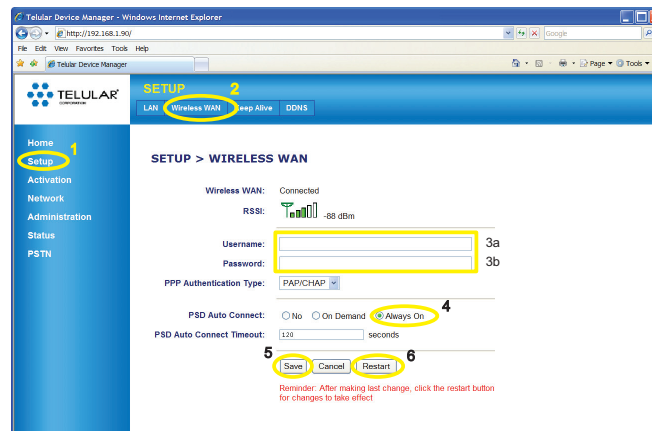 Telular Device Manager - Windows Internet Explorer
http://192.168.1.90/
Google
File Edit View Favorites Tools Help
Telular Device Manager
Page Tools
TELULAR
CORPORATION
SETUP 2
LAN Wireless WAN Keep Alive DDNS
Home
1
Setup
Activation
Network
Administration
Status
PSTN
SETUP > WIRELESS WAN
Wireless WAN: Connected
RSSI: -88 dBm
Username: 3a
Password: 3b
PPP Authentication Type: PAP/CHAP
PSD Auto Connect: No On Demand Always On 4
PSD Auto Connect Timeout: 120 seconds
5 6
Save Cancel Restart
Reminder: After making last change, click the restart button
for changes to take effect